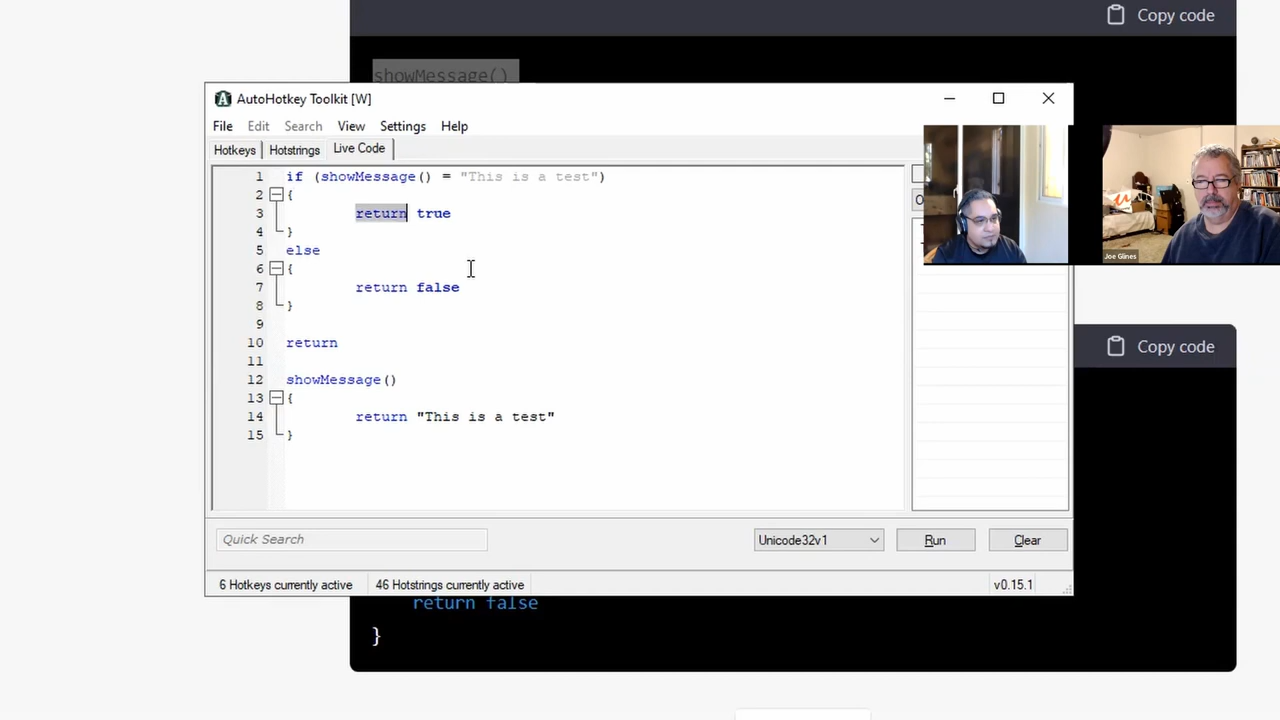 Copy code
showMessage()
AutoHotkey Toolkit [W]
File Edit Search View Settings Help
Hotkeys Hotstrings Live Code
1 if (showMessage() = "This is a test")
2 {
3 return true
4 }
5 else
6 {
7 return false
8 }
9
10 return
11
12 showMessage()
13 {
14 return "This is a test"
15 }
Joe Glines
Copy code
Quick Search
Unicode32v1
Run
Clear
6 Hotkeys currently active
46 Hotstrings currently active
v0.15.1
return false
}